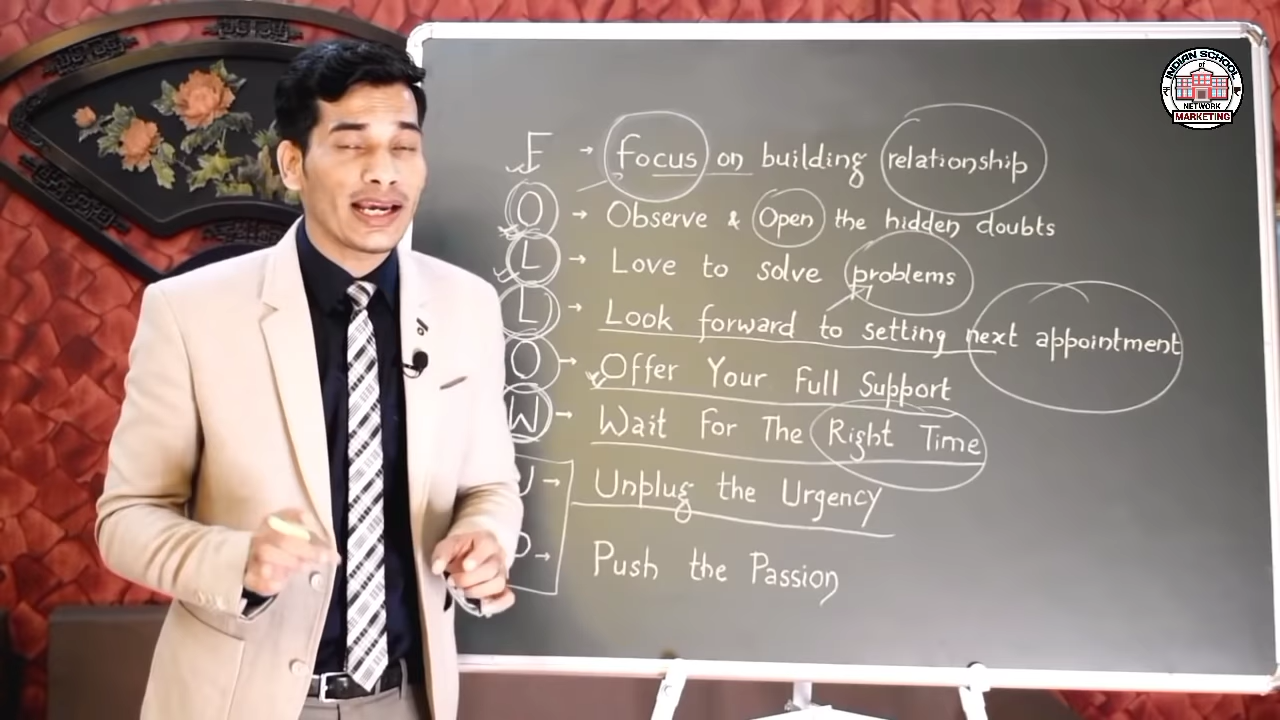 INDIAN SCHOOL
of
NETWORK
MARKETING
F → focus on building relationship
O → Observe & Open the hidden doubts
L → Love to solve problems
L → Look forward to setting next appointment
O → Offer Your Full Support
W → Wait For The Right Time
U → Unplug the Urgency
P → Push the Passion